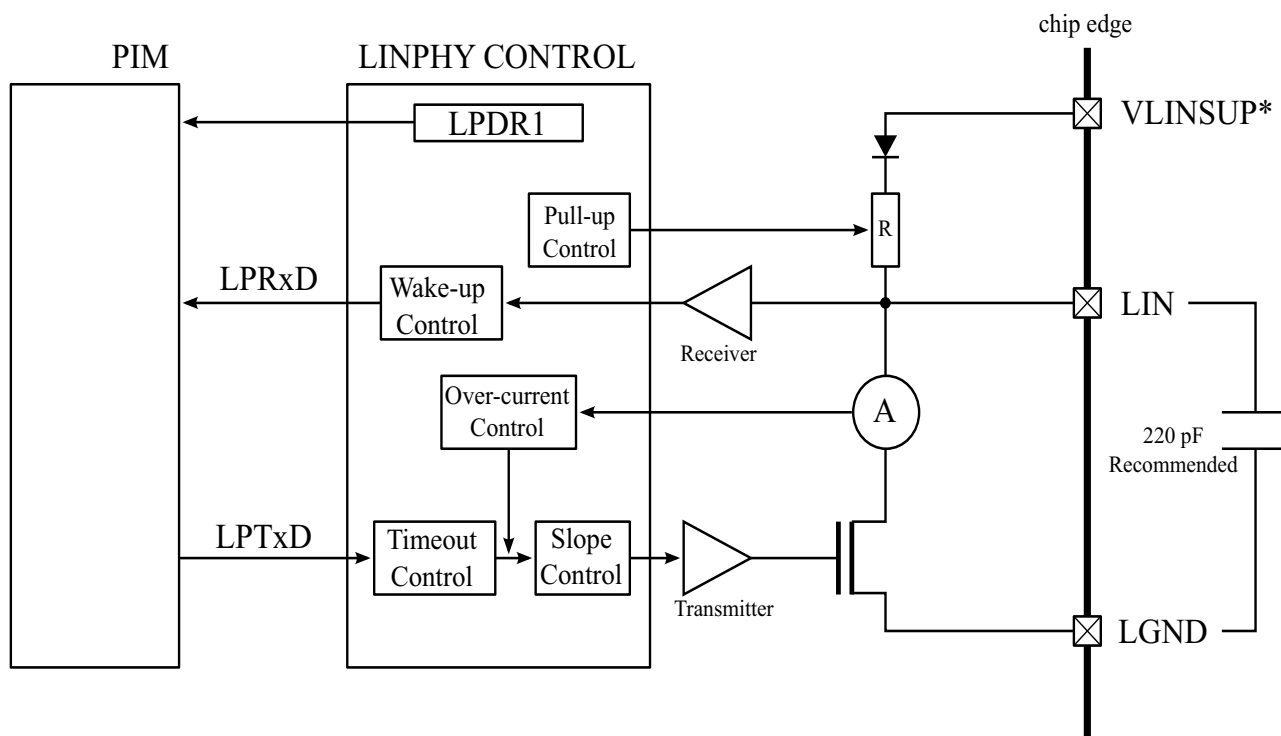 chip edge
PIM
LINPHY CONTROL
VLINSUP*
LPDR1
Pull-up
Control
R
LPRxD
Wake-up
Control
Receiver
LIN
Over-current
Control
A
220 pF
Recommended
LPTxD
Timeout
Control
Slope
Control
Transmitter
LGND